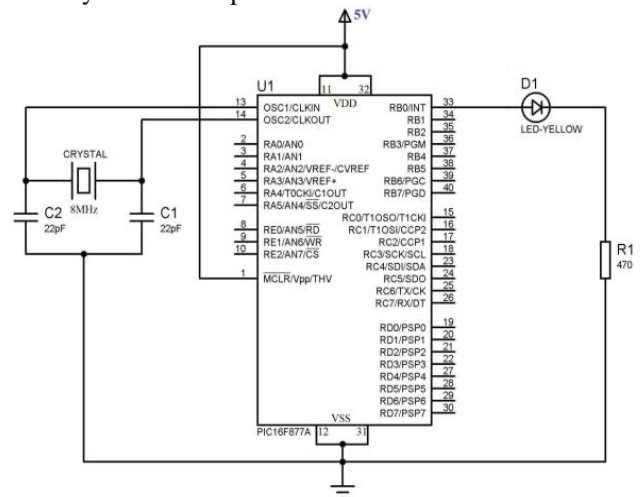 5V
U1
11 32
VDD
13 OSC1/CLKIN
14 OSC2/CLKOUT
2 RA0/AN0
3 RA1/AN1
4 RA2/AN2/VREF-/CVREF
5 RA3/AN3/VREF+
6 RA4/T0CKI/C1OUT
7 RA5/AN4/SS/C2OUT
8 RE0/AN5/RD
9 RE1/AN6/WR
10 RE2/AN7/CS
1 MCLR/Vpp/THV
RB0/INT 33
RB1 34
RB2 35
RB3/PGM 36
RB4 37
RB5 38
RB6/PGC 39
RB7/PGD 40
RC0/T1OSO/T1CKI 15
RC1/T1OSI/CCP2 16
RC2/CCP1 17
RC3/SCK/SCL 18
RC4/SDI/SDA 23
RC5/SDO 24
RC6/TX/CK 25
RC7/RX/DT 26
RD0/PSP0 19
RD1/PSP1 20
RD2/PSP2 21
RD3/PSP3 22
RD4/PSP4 27
RD5/PSP5 28
RD6/PSP6 29
RD7/PSP7 30
VSS
PIC16F877A 12 31
CRYSTAL
8MHz
C2
22pF
C1
22pF
D1
LED-YELLOW
R1
470